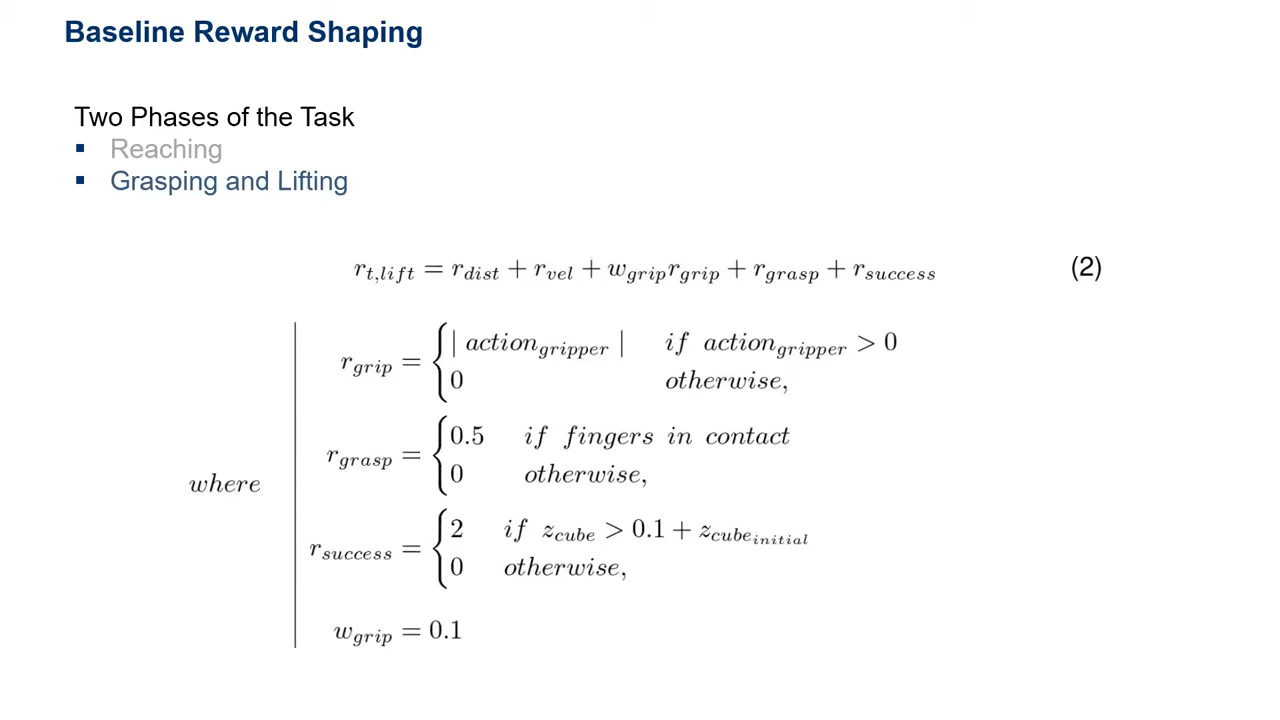 Baseline Reward Shaping
Two Phases of the Task
▪ Reaching
▪ Grasping and Lifting
r_{t,lift} = r_{dist} + r_{vel} + w_{grip}r_{grip} + r_{grasp} + r_{success} (2)
where
r_{grip} = { | action_{gripper} | if action_{gripper} > 0
0 otherwise,
r_{grasp} = { 0.5 if fingers in contact
0 otherwise,
r_{success} = { 2 if z_{cube} > 0.1 + z_{cube_{initial}}
0 otherwise,
w_{grip} = 0.1